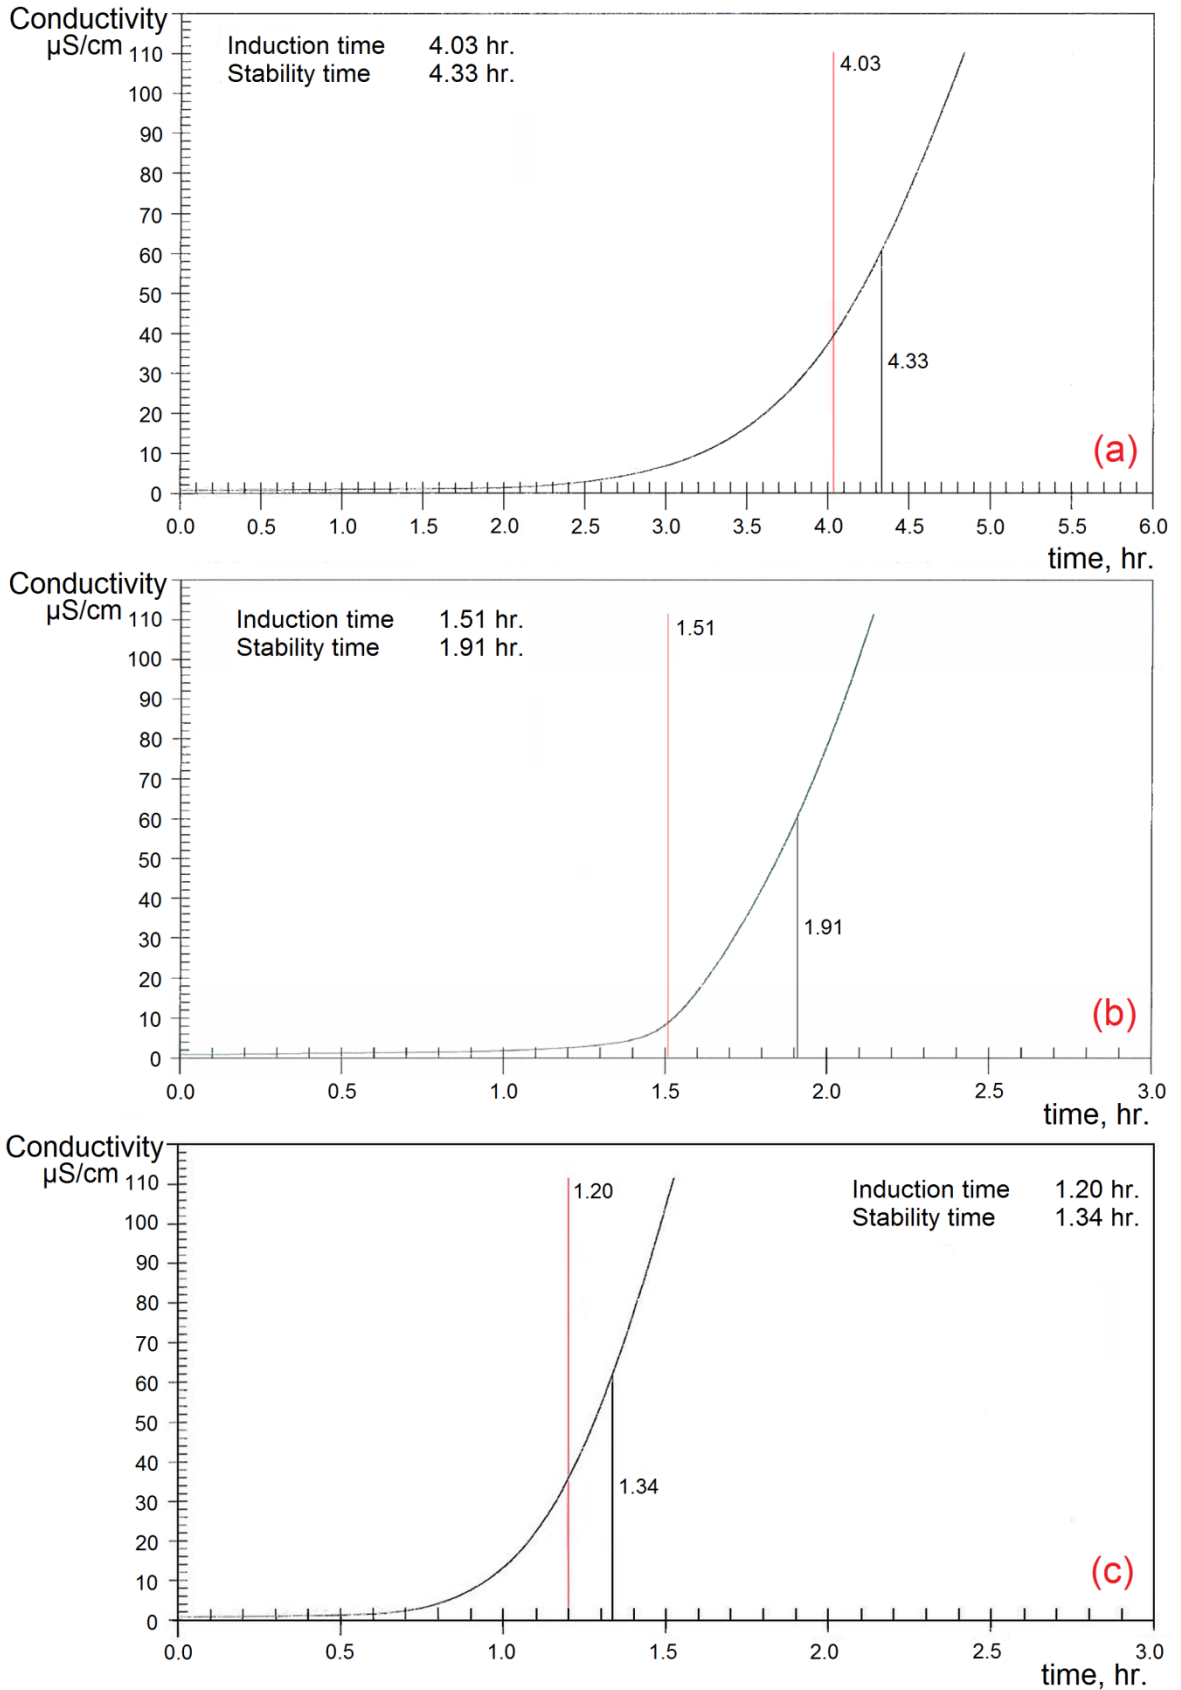 Conductivity
µS/cm
Induction time 4.03 hr.
Stability time 4.33 hr.
110
100
90
80
70
60
50
40
30
20
10
0
4.03
4.33
(a)
0.0 0.5 1.0 1.5 2.0 2.5 3.0 3.5 4.0 4.5 5.0 5.5 6.0
time, hr.
Conductivity
µS/cm
Induction time 1.51 hr.
Stability time 1.91 hr.
110
100
90
80
70
60
50
40
30
20
10
0
1.51
1.91
(b)
0.0 0.5 1.0 1.5 2.0 2.5 3.0
time, hr.
Conductivity
µS/cm
Induction time 1.20 hr.
Stability time 1.34 hr.
110
100
90
80
70
60
50
40
30
20
10
0
1.20
1.34
(c)
0.0 0.5 1.0 1.5 2.0 2.5 3.0
time, hr.